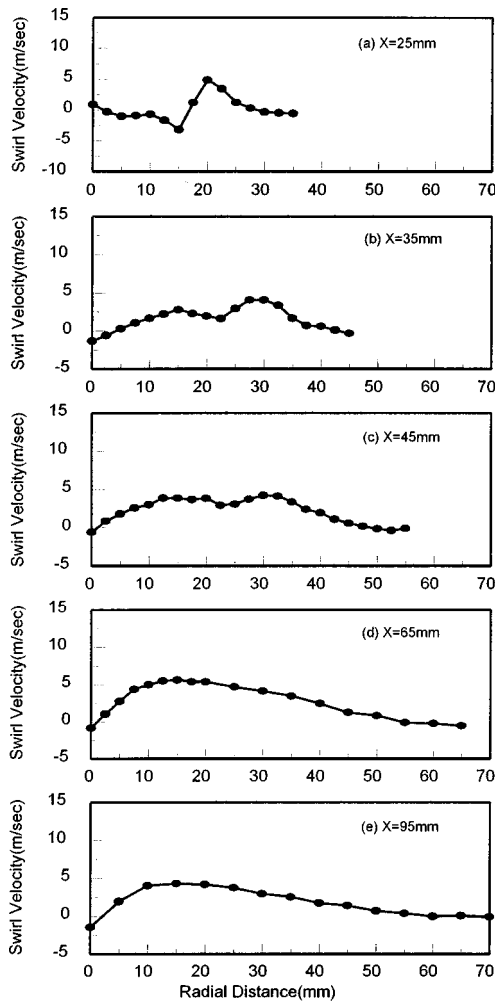 15
10
5
0
-5
-10
Swirl Velocity(m/sec)
(a) X=25mm
0 10 20 30 40 50 60 70
15
10
5
0
-5
Swirl Velocity(m/sec)
(b) X=35mm
0 10 20 30 40 50 60 70
15
10
5
0
-5
Swirl Velocity(m/sec)
(c) X=45mm
0 10 20 30 40 50 60 70
15
10
5
0
-5
Swirl Velocity(m/sec)
(d) X=65mm
0 10 20 30 40 50 60 70
15
10
5
0
-5
Swirl Velocity(m/sec)
(e) X=95mm
0 10 20 30 40 50 60 70
Radial Distance(mm)